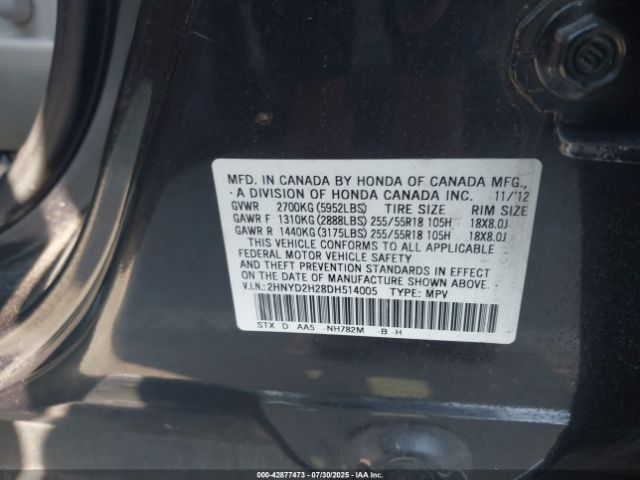 MFD. IN CANADA BY HONDA OF CANADA MFG.,
A DIVISION OF HONDA CANADA INC. 11/'12
GVWR 2700KG (5952LBS) TIRE SIZE RIM SIZE
GAWR F 1310KG (2888LBS) 255/55R18 105H 18X8.0J
GAWR R 1440KG (3175LBS) 255/55R18 105H 18X8.0J
THIS VEHICLE CONFORMS TO ALL APPLICABLE
FEDERAL MOTOR VEHICLE SAFETY
AND THEFT PREVENTION STANDARDS IN EFFECT
ON THE DATE OF MANUFACTURE SHOWN ABOVE.
V.I.N.: 2HNYD2H28DH514005 TYPE: MPV
STX D AA5 NH782M -B -H
000-42877473 - 07/30/2025 - IAAI.COM